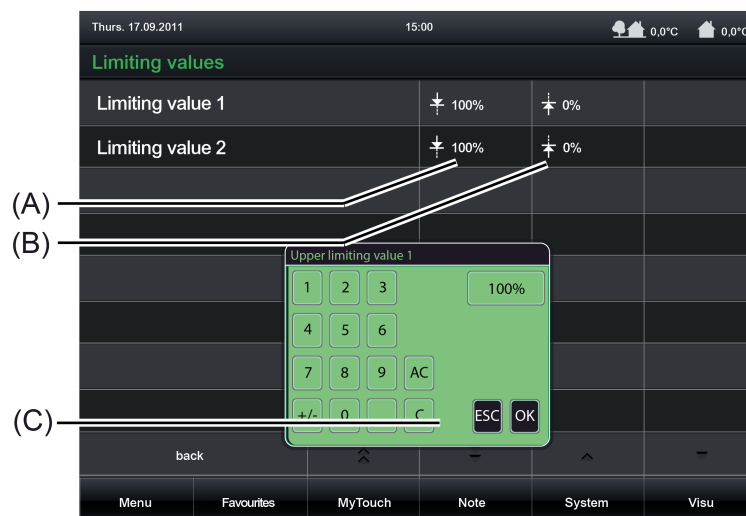 Thurs. 17.09.2011 15:00 0,0°C 0,0°C
Limiting values
Limiting value 1 100% 0%
Limiting value 2 100% 0%
(A)
(B)
Upper limiting value 1
1 2 3 100%
4 5 6
7 8 9 AC
(C)
+/- 0 C ESC OK
back
Menu Favourites MyTouch Note System Visu